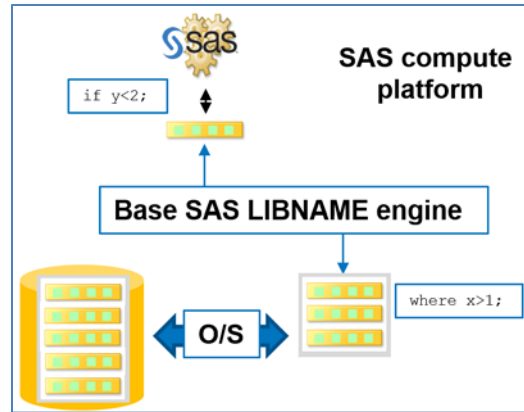 sas
SAS compute
platform
if y<2;
Base SAS LIBNAME engine
where x>1;
O/S